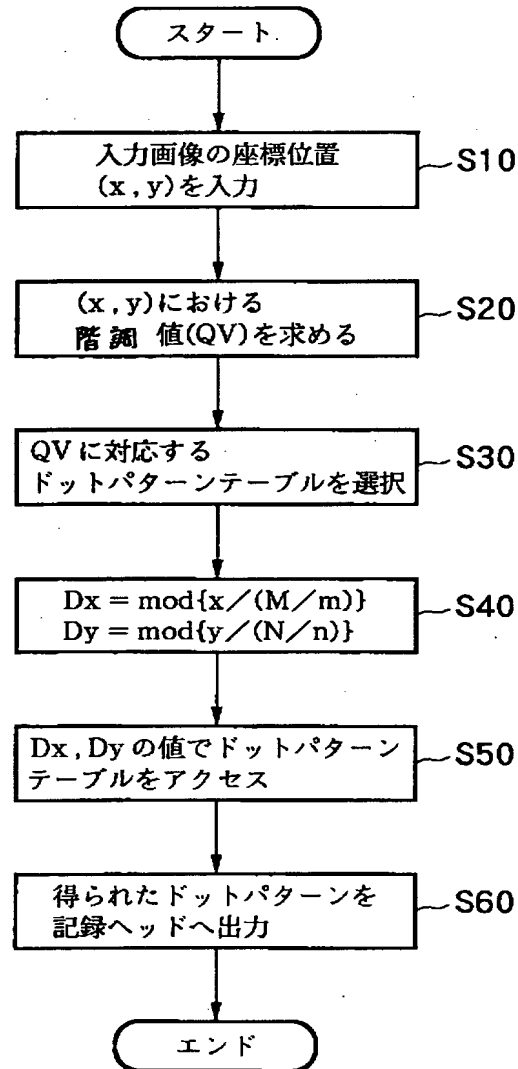 スタート
入力画像の座標位置
(x,y)を入力
S10
(x,y)における
階調 値(QV)を求める
S20
QVに対応する
ドットパターンテーブルを選択
S30
Dx=mod{x/(M/m)}
Dy=mod{y/(N/n)}
S40
Dx,Dyの値でドットパターン
テーブルをアクセス
S50
得られたドットパターンを
記録ヘッドへ出力
S60
エンド